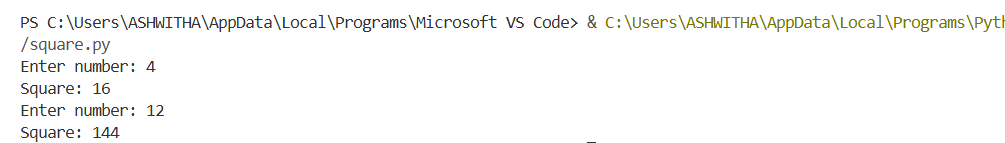 PS C:\Users\ASHWITHA\AppData\Local\Programs\Microsoft VS Code> & C:\Users\ASHWITHA\AppData\Local\Programs\Pyth
/square.py
Enter number: 4
Square: 16
Enter number: 12
Square: 144